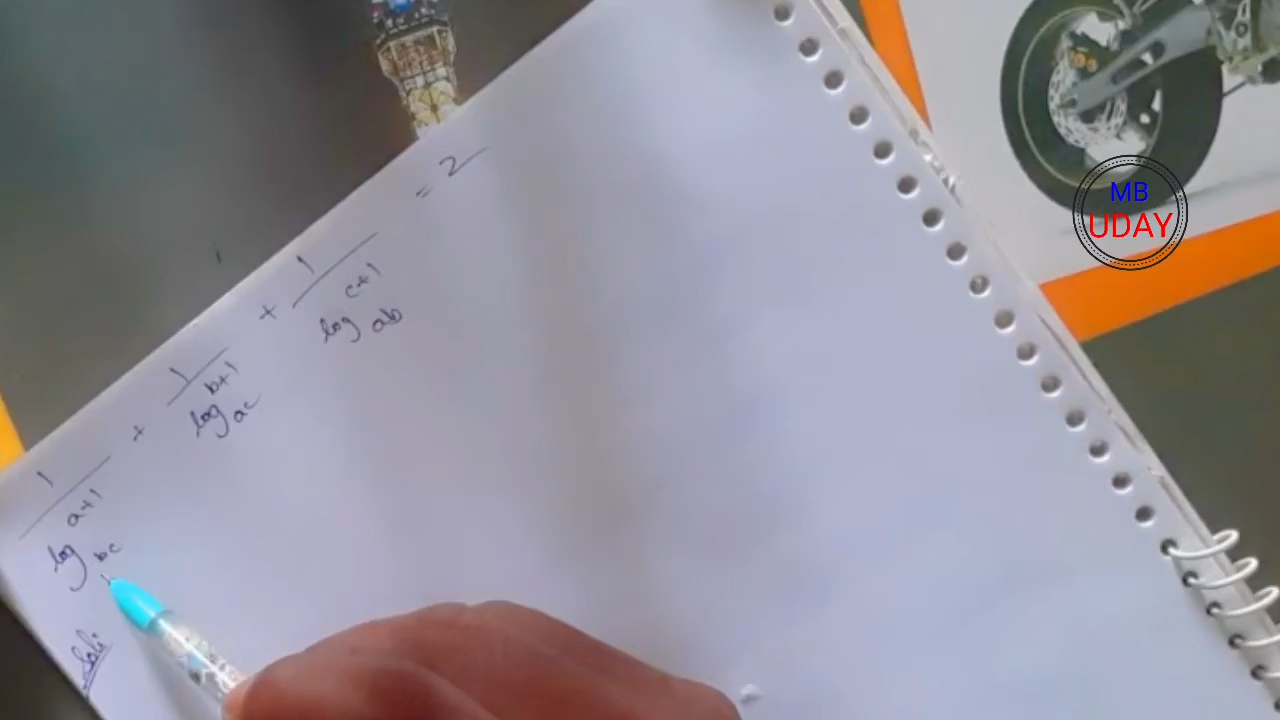 1/(log_bc a+1) + 1/(log_ac b+1) + 1/(log_ab c+1) = 2
Sol:
MB
UDAY